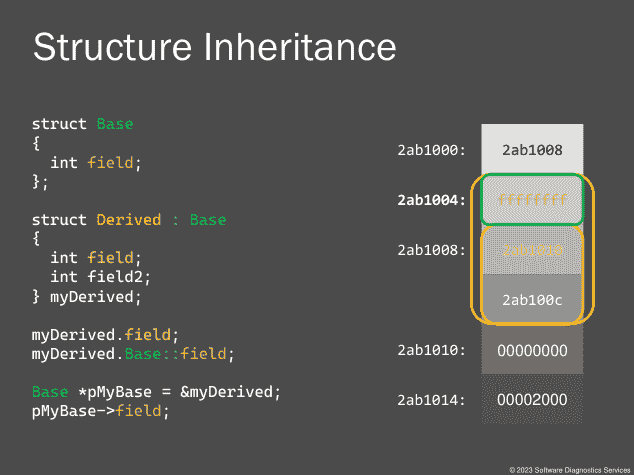 Structure Inheritance
struct Base
{
int field;
};
struct Derived : Base
{
int field;
int field2;
} myDerived;
myDerived.field;
myDerived.Base::field;
Base *pMyBase = &myDerived;
pMyBase->field;
2ab1000: 2ab1008
2ab1004: ffffffff
2ab1008:
2ab100c
2ab1010: 00000000
2ab1014: 00002000
© 2023 Software Diagnostics Services